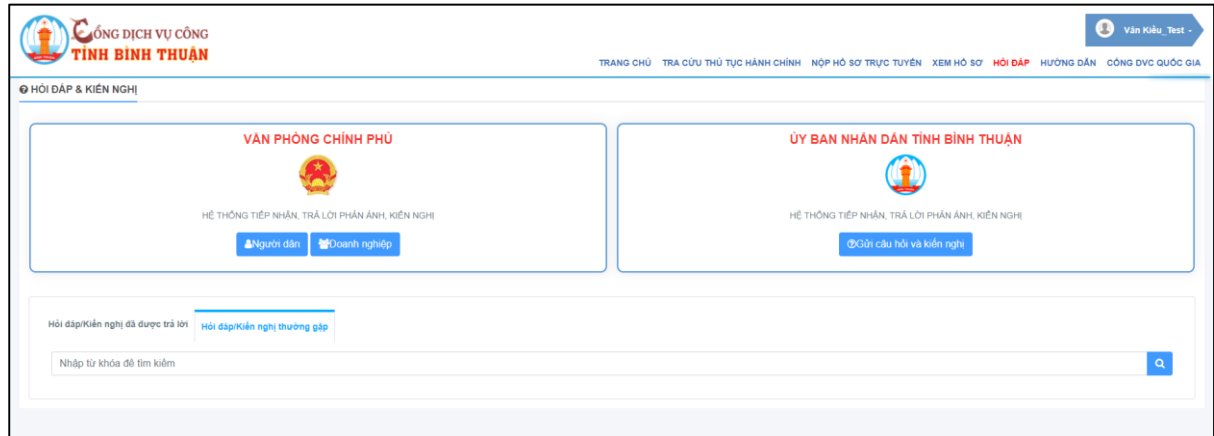 CỔNG DỊCH VỤ CÔNG
TỈNH BÌNH THUẬN
Văn Kiều_Test
TRANG CHỦ TRA CỨU THỦ TỤC HÀNH CHÍNH NỘP HỒ SƠ TRỰC TUYẾN XEM HỒ SƠ HỎI ĐÁP HƯỚNG DẪN CỔNG DVC QUỐC GIA
HỎI ĐÁP & KIẾN NGHỊ
VĂN PHÒNG CHÍNH PHỦ
HỆ THỐNG TIẾP NHẬN, TRẢ LỜI PHẢN ÁNH, KIẾN NGHỊ
Người dân Doanh nghiệp
ỦY BAN NHÂN DÂN TỈNH BÌNH THUẬN
HỆ THỐNG TIẾP NHẬN, TRẢ LỜI PHẢN ÁNH, KIẾN NGHỊ
Gửi câu hỏi và kiến nghị
Hỏi đáp/Kiến nghị đã được trả lời Hỏi đáp/Kiến nghị thường gặp
Nhập từ khóa để tìm kiếm